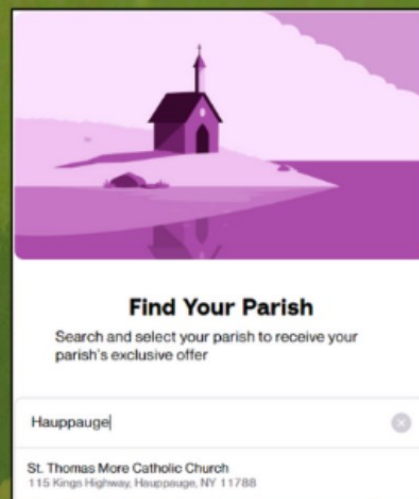 Find Your Parish
Search and select your parish to receive your
parish's exclusive offer
Hauppauge
St. Thomas More Catholic Church
115 Kings Highway, Hauppauge, NY 11788